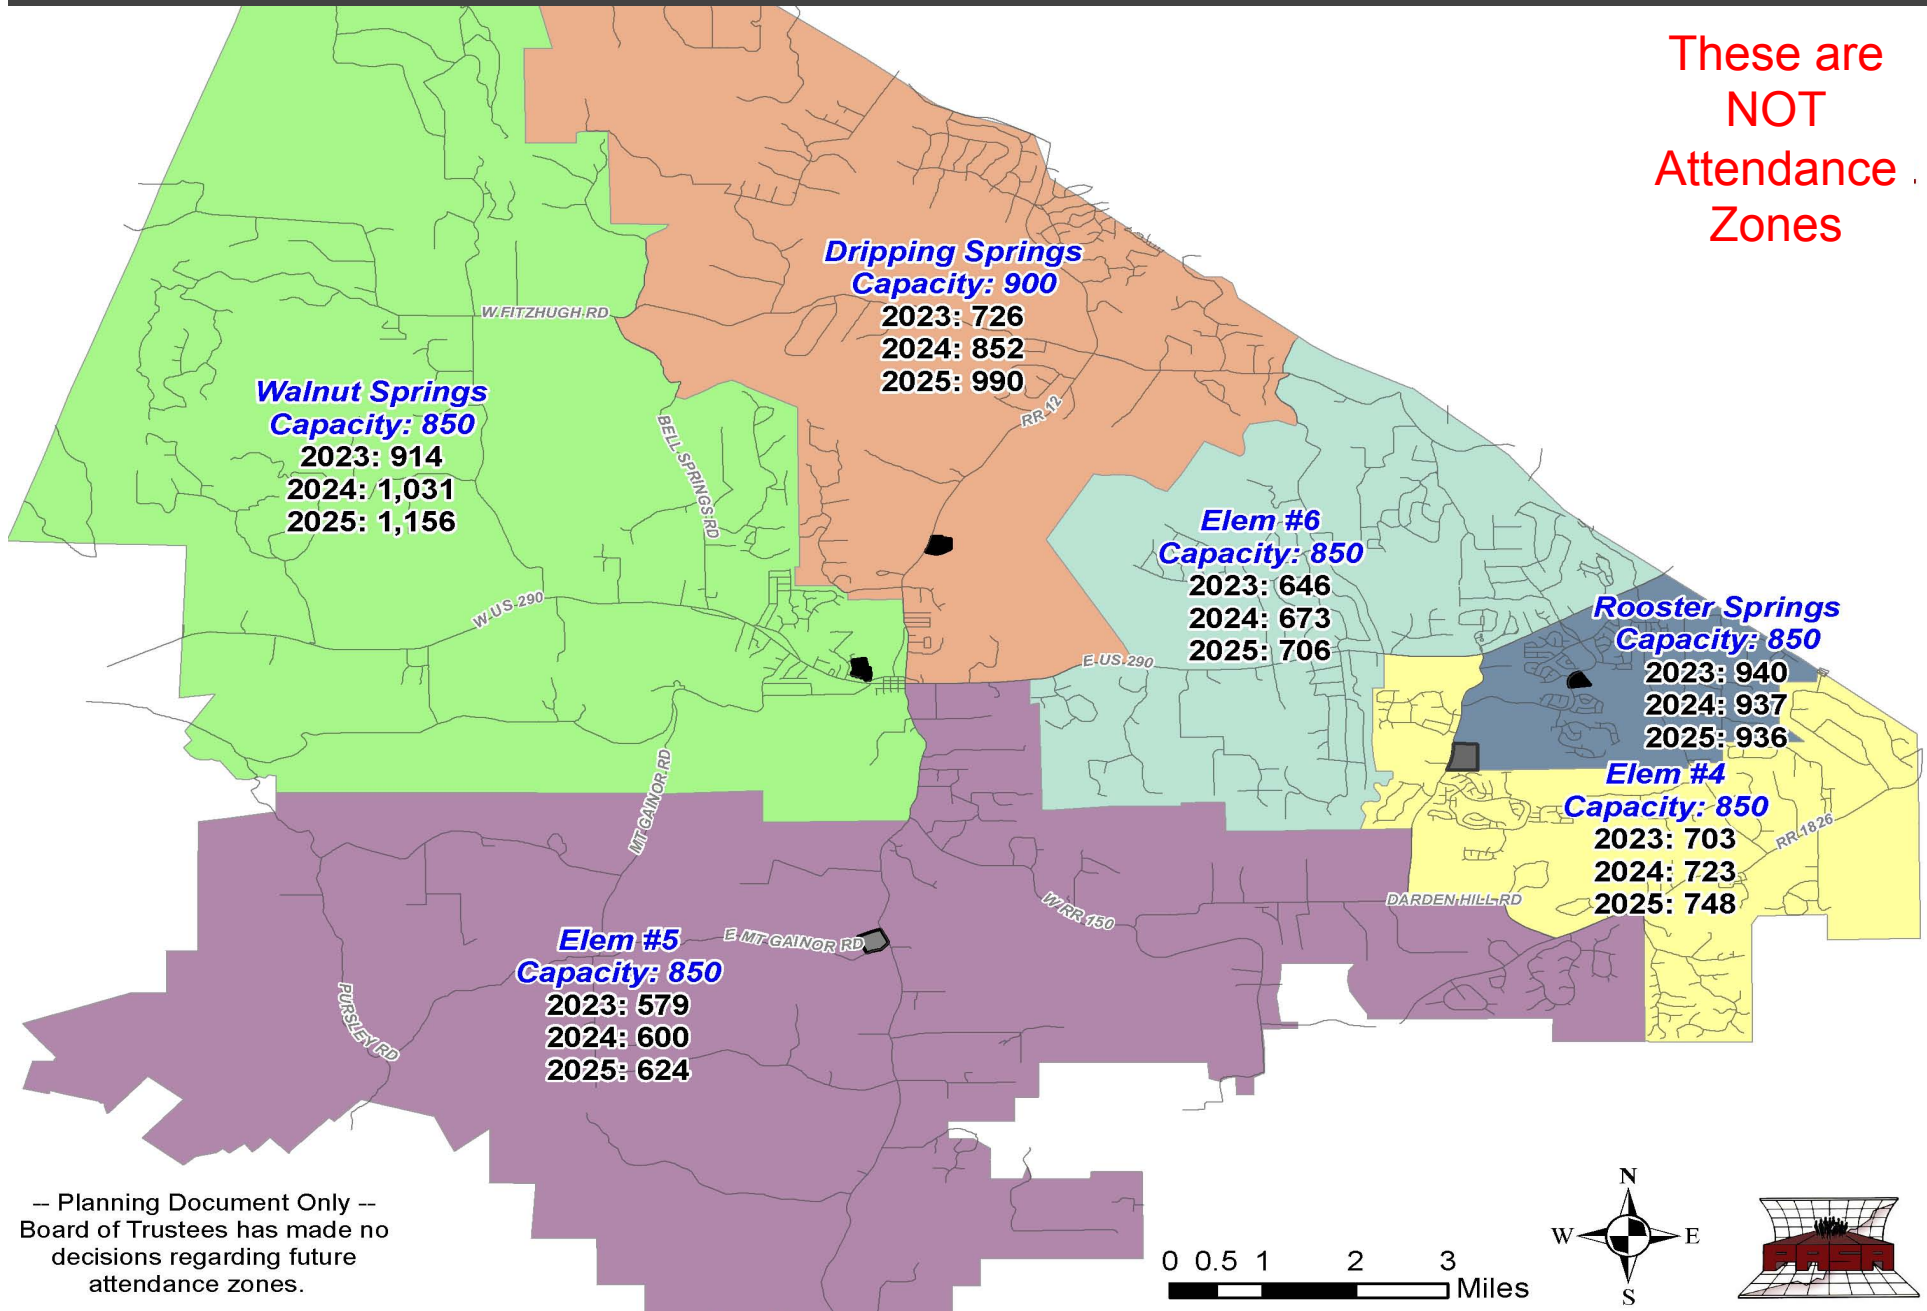 These are
NOT
Attendance
Zones
Dripping Springs
Capacity: 900
2023: 726
2024: 852
2025: 990
W FITZHUGH RD
Walnut Springs
Capacity: 850
2023: 914
2024: 1,031
2025: 1,156
BELL SPRINGS RD
RR 12
Elem #6
Capacity: 850
2023: 646
2024: 673
2025: 706
W US 290
E US 290
Rooster Springs
Capacity: 850
2023: 940
2024: 937
2025: 936
Elem #4
Capacity: 850
2023: 703
2024: 723
2025: 748
RR 1826
MT GAINOR RD
DARDEN HILL RD
W RR 150
E MT GAINOR RD
Elem #5
Capacity: 850
2023: 579
2024: 600
2025: 624
PURSLEY RD
-- Planning Document Only --
Board of Trustees has made no
decisions regarding future
attendance zones.
0 0.5 1 2 3
Miles
N
W E
S
PASA